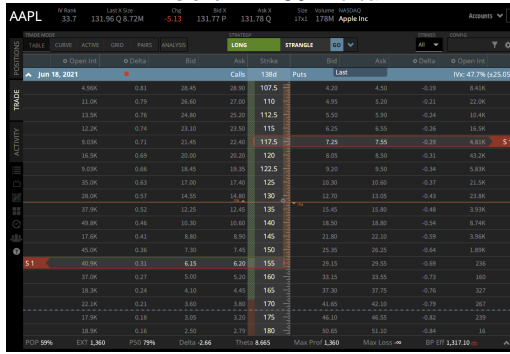 AAPL IV Rank 33.7 Last X Size 131.96 Q 8.72M -5.13 Bid X 131.77 P Ask X 131.78 Q Size 17x1 Volume 178M NASDAQ Apple Inc Accounts
TRADE MODE STRATEGY STRIKES CONFIG
TABLE CURVE ACTIVE GRID PAIRS ANALYSIS LONG STRANGLE GO All
POSITIONS
TRADE
ACTIVITY
Open Int Delta Bid Ask Strike Bid Ask Delta Open Int
Jun 18, 2021 Calls 138d Puts Last IVx: 47.7% (±25.05
4.96K 0.81 28.45 28.90 107.5 4.20 4.50 -0.19 8.41K
11.0K 0.79 26.60 27.00 110 4.95 5.20 -0.21 22.0K
13.5K 0.76 24.80 25.20 112.5 5.50 5.90 -0.24 10.4K
12.2K 0.74 23.10 23.50 115 6.25 6.55 -0.26 16.5K
9.03K 0.71 21.45 22.40 117.5 7.25 7.55 -0.29 4.81K S
16.5K 0.69 20.00 20.20 120 8.05 8.30 -0.31 43.2K
9.03K 0.66 18.45 19.35 122.5 9.20 9.50 -0.34 5.83K
35.0K 0.63 17.00 17.40 125 10.30 10.60 -0.37 21.5K
28.0K 0.57 14.55 14.80 130 12.70 13.05 -0.43 23.8K
37.9K 0.52 12.25 12.45 135 15.45 15.80 -0.48 3.93K
49.8K 0.46 10.30 10.60 140 18.50 18.80 -0.54 8.74K
17.6K 0.41 8.80 8.90 145 21.80 22.10 -0.59 3.96K
45.0K 0.36 7.30 7.45 150 25.35 26.25 -0.64 1.89K
S 1 40.9K 0.31 6.15 6.20 155 29.15 29.55 -0.69 236
37.0K 0.27 5.00 5.20 160 33.15 33.55 -0.73 160
18.3K 0.24 4.10 4.45 165 37.30 37.75 -0.76 327
22.1K 0.21 3.60 3.80 170 41.65 42.10 -0.79 267
17.9K 0.18 3.05 3.20 175 46.10 46.55 -0.82 239
18.9K 0.16 2.50 2.79 180 50.65 51.10 -0.84 16
POP 59% EXT 1,360 P50 79% Delta -2.66 Theta 8.665 Max Prof 1,360 Max Loss -∞ BP Eff 1,317.10